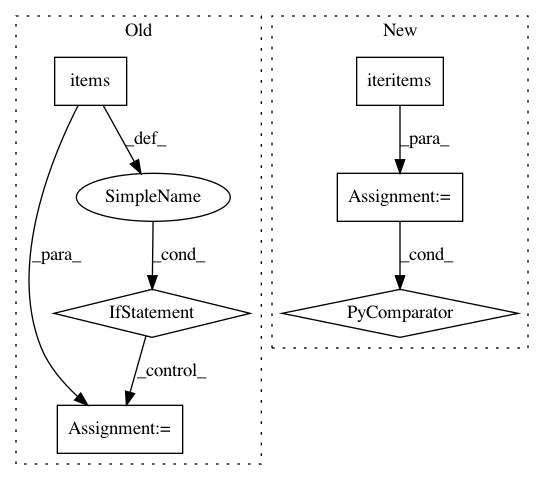 Old
New
items
iteritems
_def_
_para_
SimpleName
Assignment:=
_para_
_cond_
_cond_
IfStatement
PyComparator
_control_
Assignment:=